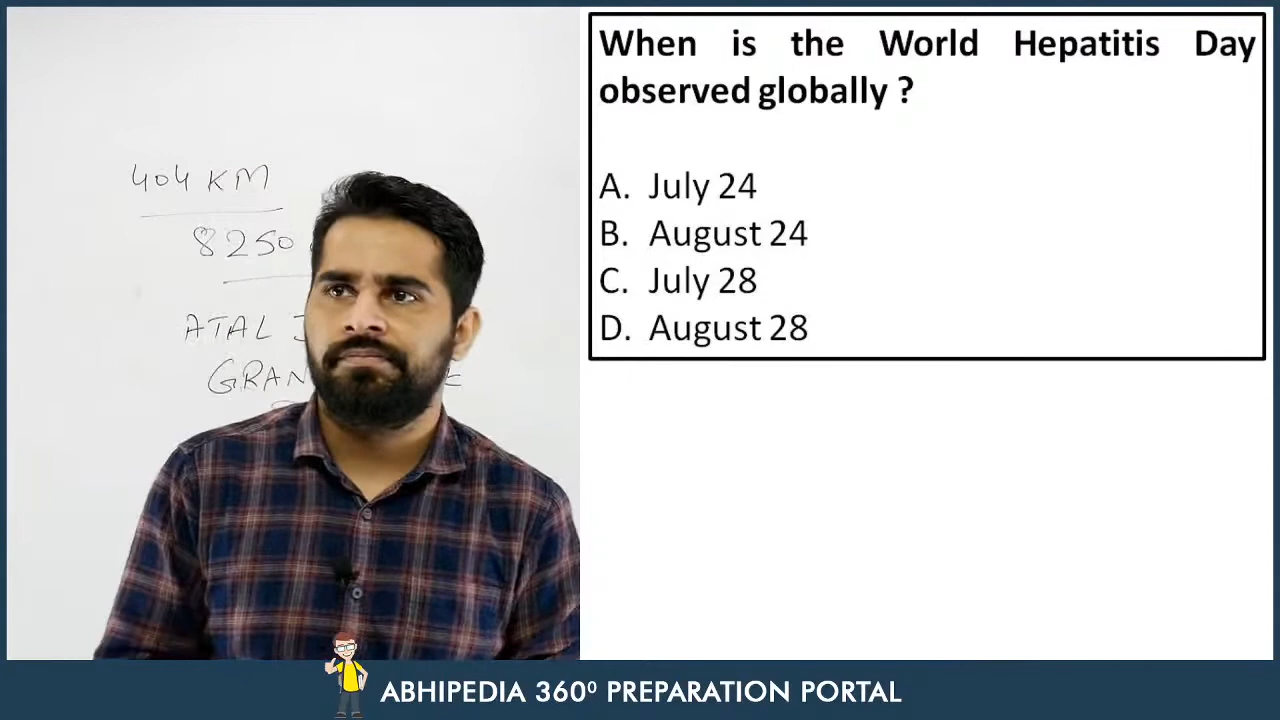 When is the World Hepatitis Day
observed globally ?
A. July 24
B. August 24
C. July 28
D. August 28
404 KM
8250
ATAL
ABHIPEDIA 360⁰ PREPARATION PORTAL